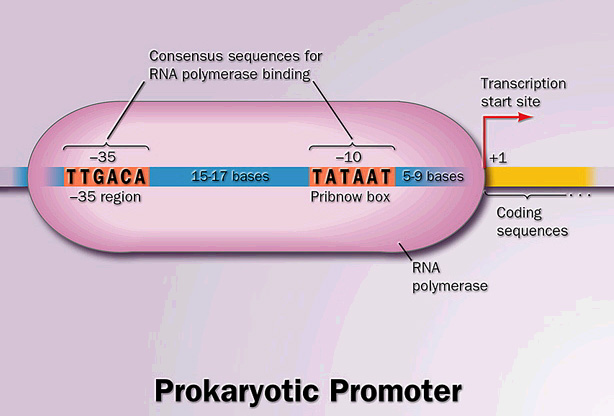 Consensus sequences for
RNA polymerase binding
Transcription
start site
–35
–10
+1
TTGACA
15-17 bases
TATAAT
5-9 bases
–35 region
Pribnow box
Coding
sequences
RNA
polymerase
Prokaryotic Promoter